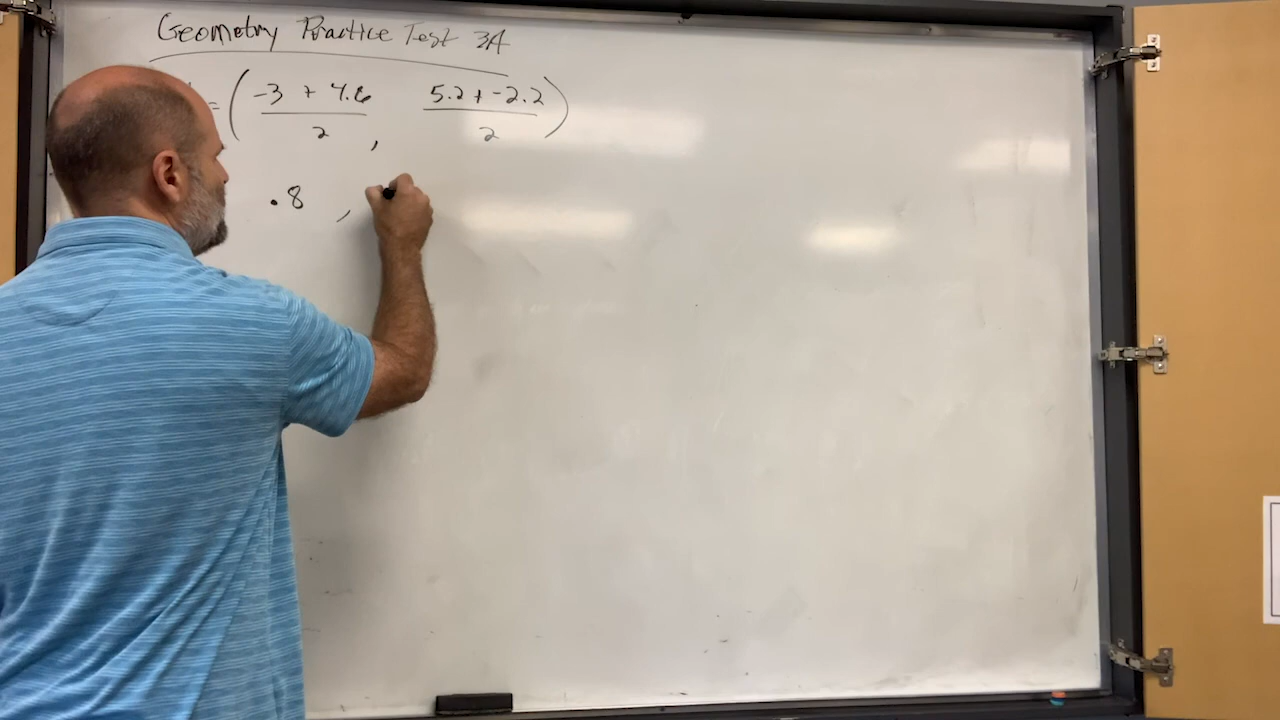 Geometry Practice Test 3A
= ( -3 + 4.6 / 2 , 5.2 + -2.2 / 2 )
.8 ,